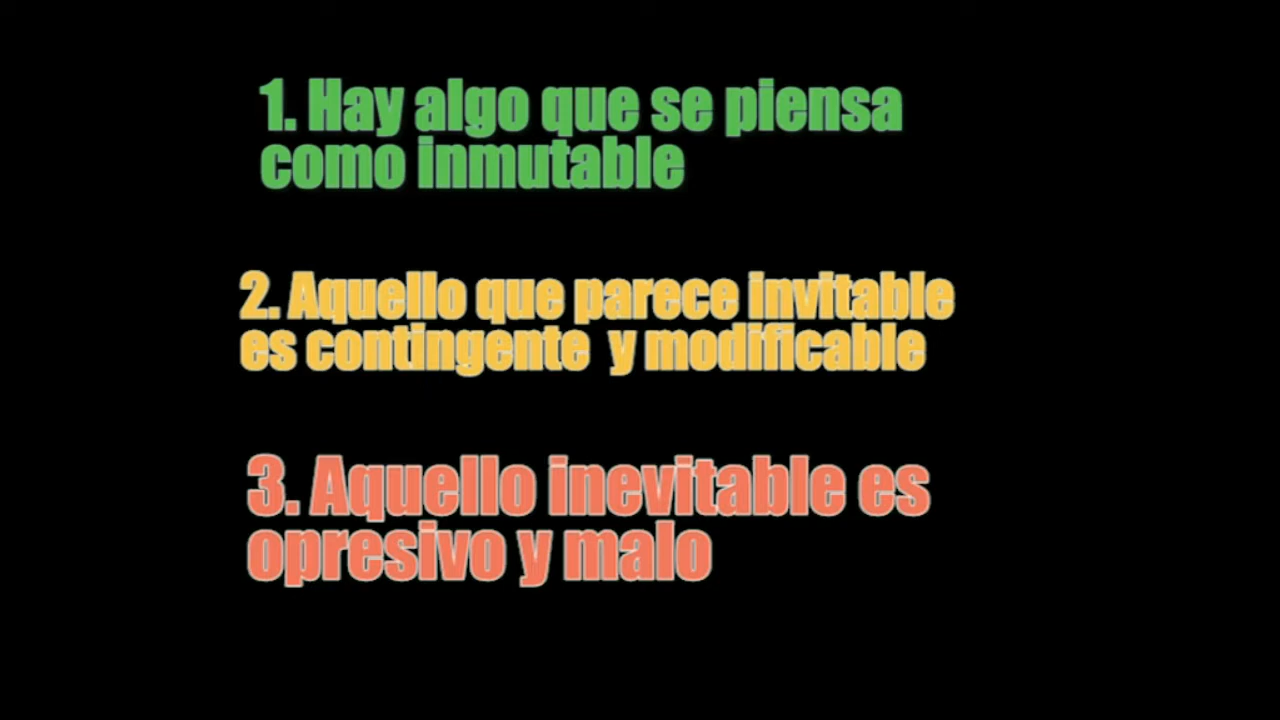 1. Hay algo que se piensa
como inmutable
2. Aquello que parece invitable
es contingente y modificable
3. Aquello inevitable es
opresivo y malo